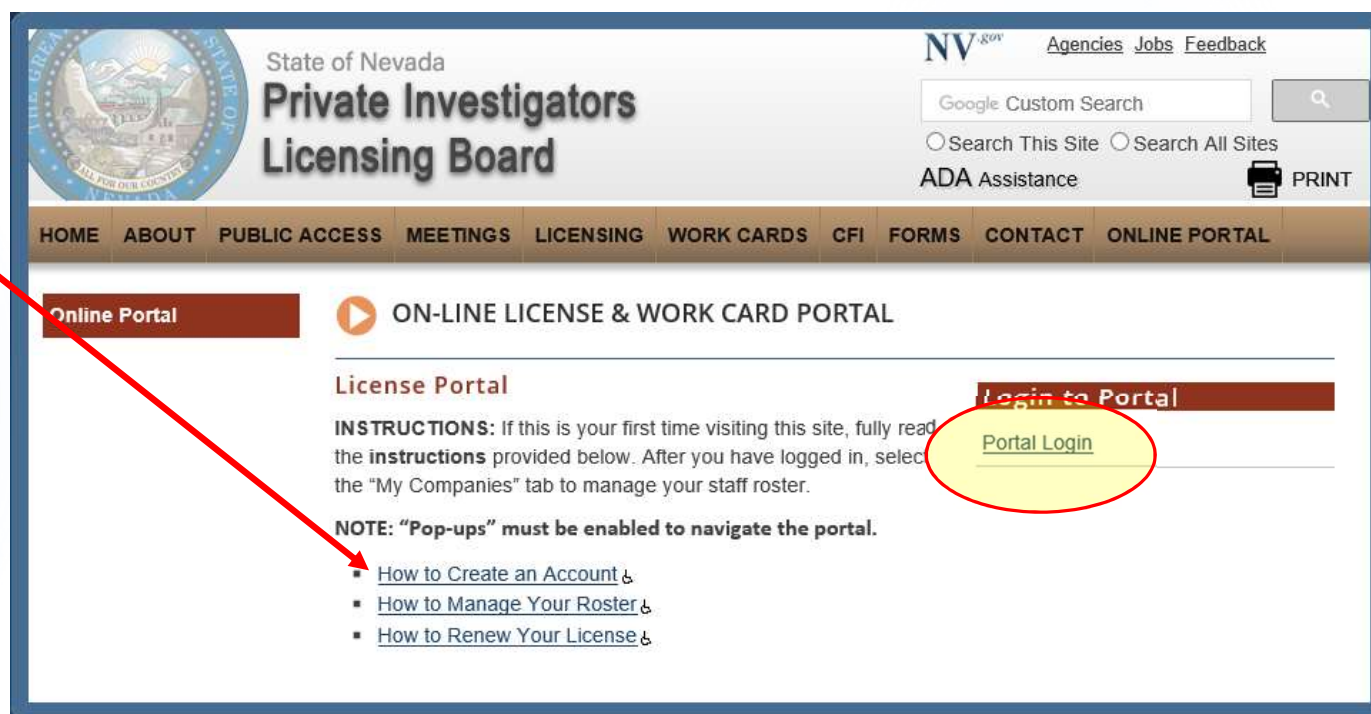 State of Nevada
Private Investigators
Licensing Board
NV.gov Agencies Jobs Feedback
Google Custom Search
Search This Site Search All Sites
ADA Assistance PRINT
HOME ABOUT PUBLIC ACCESS MEETINGS LICENSING WORK CARDS CFI FORMS CONTACT ONLINE PORTAL
Online Portal
ON-LINE LICENSE & WORK CARD PORTAL
License Portal
INSTRUCTIONS: If this is your first time visiting this site, fully read
the instructions provided below. After you have logged in, select
the “My Companies” tab to manage your staff roster.
NOTE: “Pop-ups” must be enabled to navigate the portal.
▪ How to Create an Account
▪ How to Manage Your Roster
▪ How to Renew Your License
Login to Portal
Portal Login
ALL FOR OUR COUNTRY
NEVADA